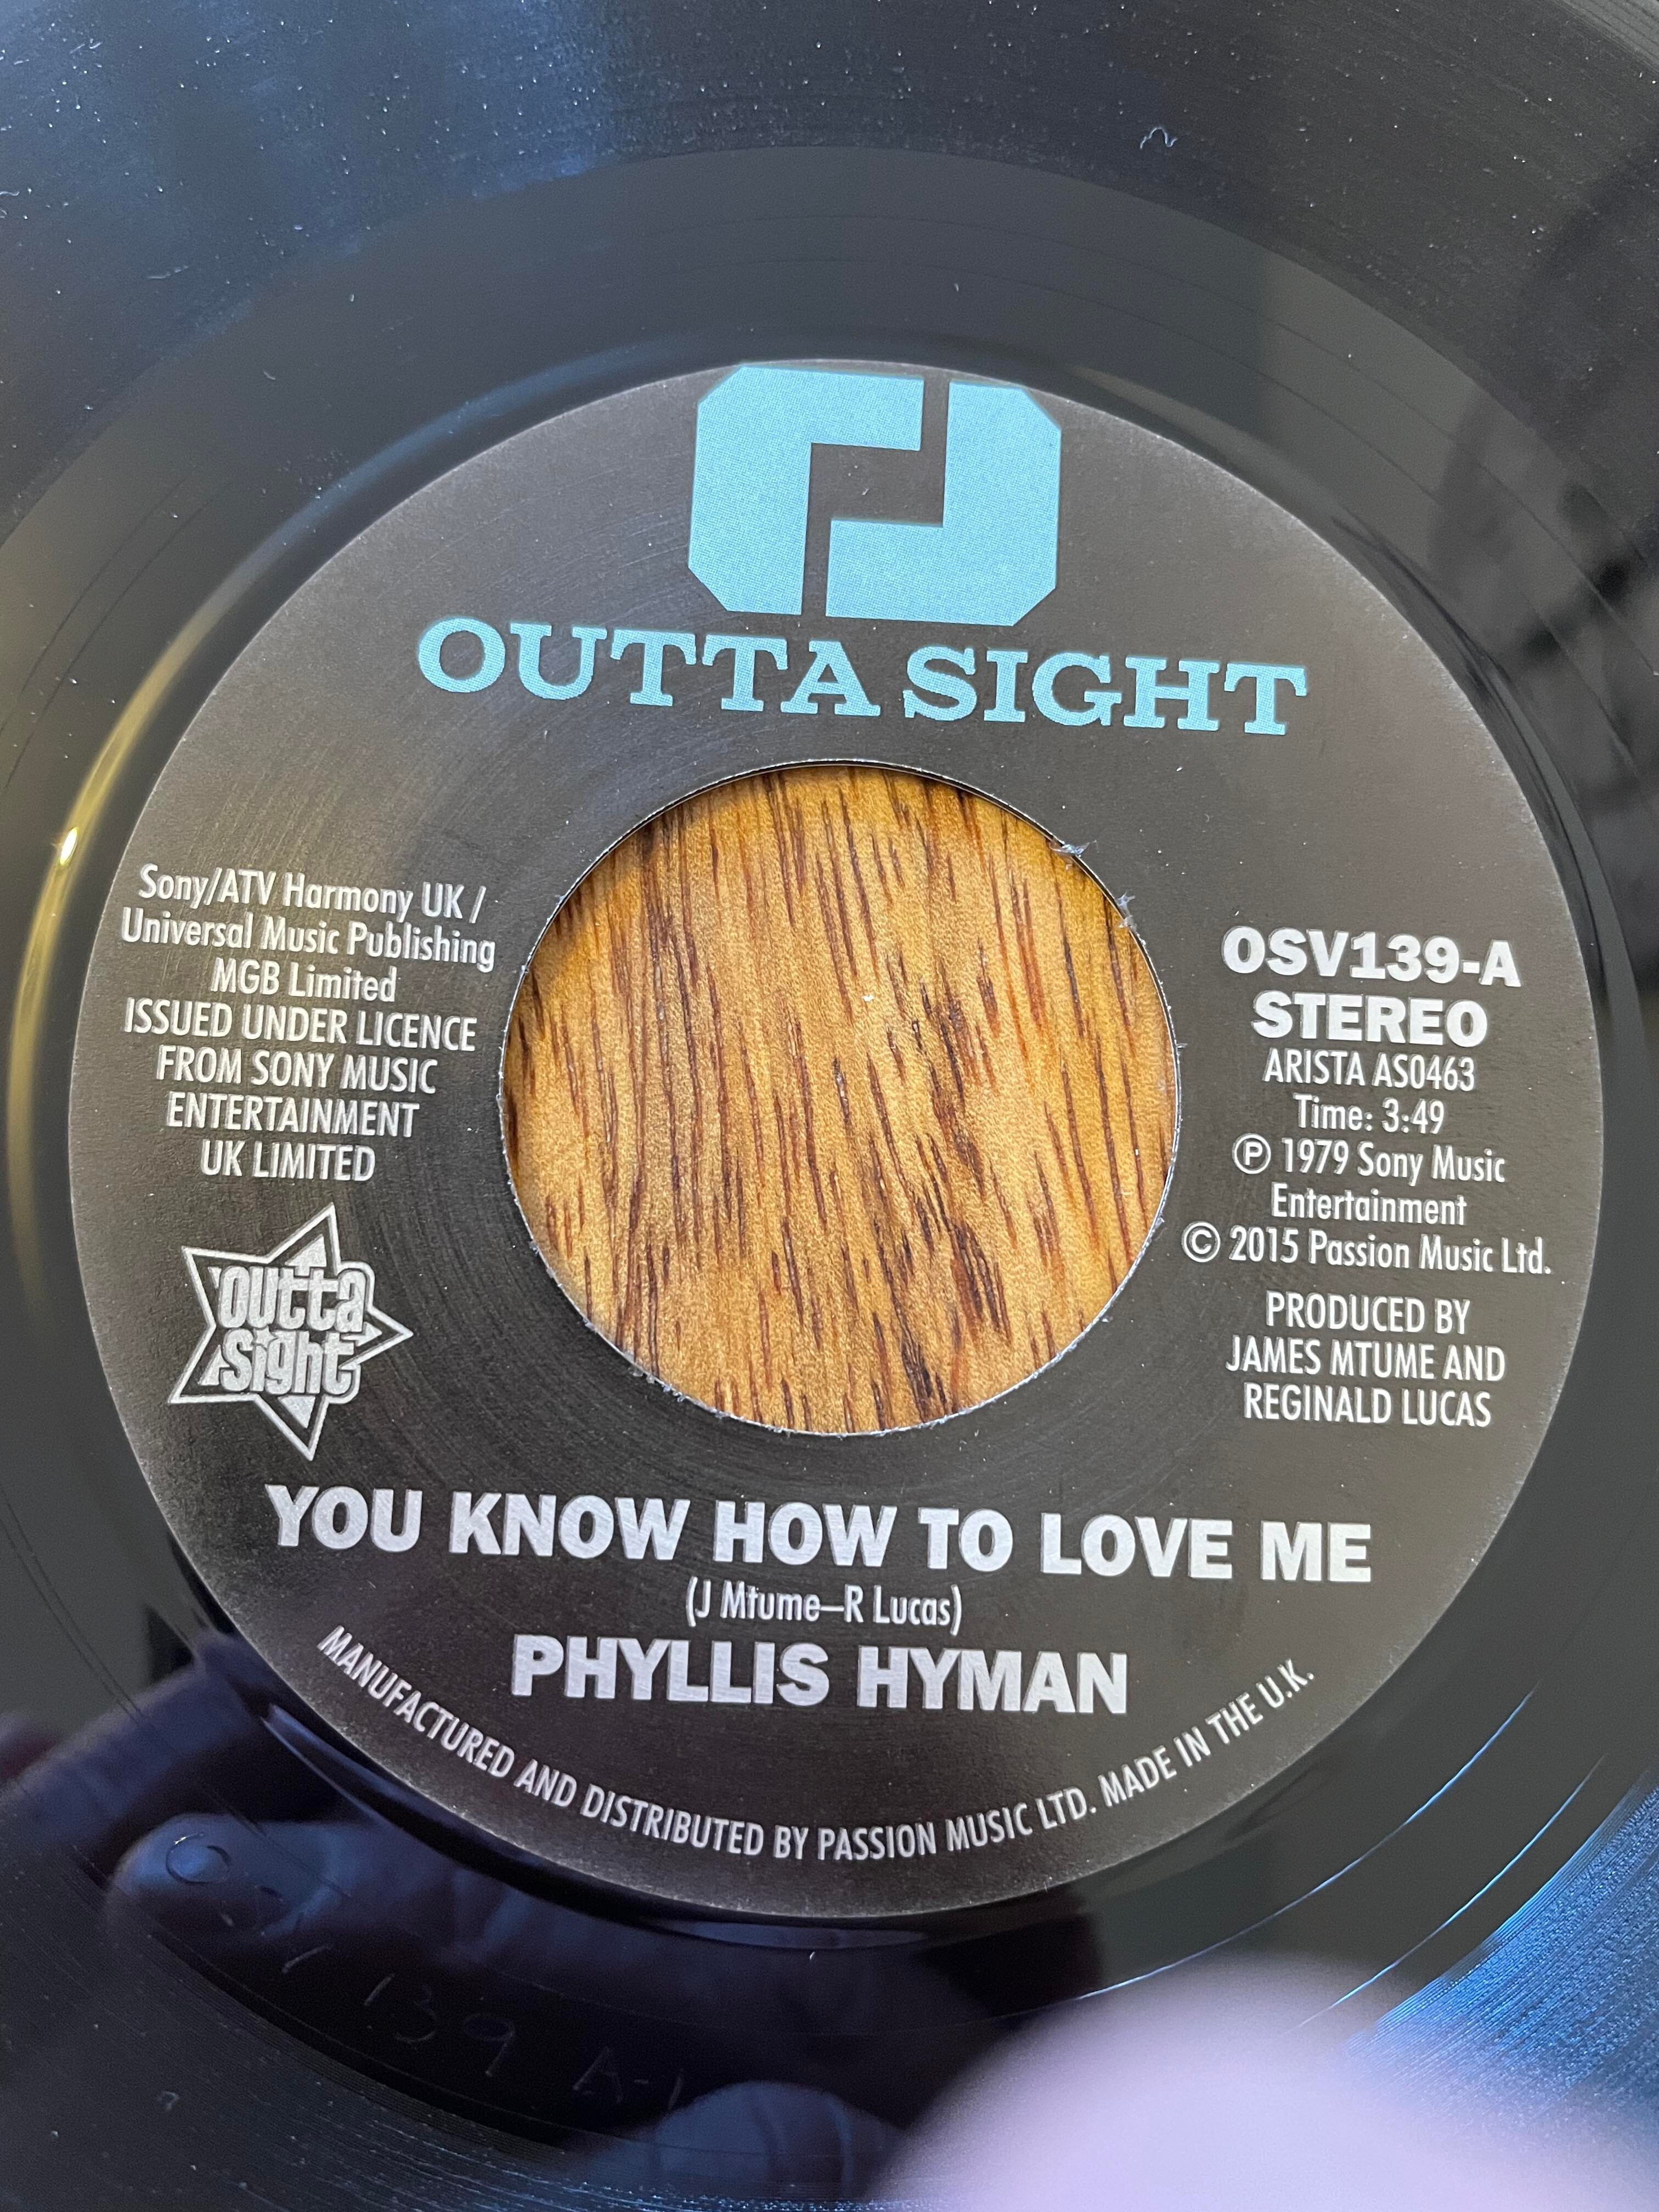 OUTTA SIGHT
Sony/ATV Harmony UK /
Universal Music Publishing
MGB Limited
ISSUED UNDER LICENCE
FROM SONY MUSIC
ENTERTAINMENT
UK LIMITED
outta
sight
OSV139-A
STEREO
ARISTA AS0463
Time: 3:49
Ⓟ 1979 Sony Music
Entertainment
© 2015 Passion Music Ltd.
PRODUCED BY
JAMES MTUME AND
REGINALD LUCAS
YOU KNOW HOW TO LOVE ME
(J Mtume–R Lucas)
PHYLLIS HYMAN
MANUFACTURED AND DISTRIBUTED BY PASSION MUSIC LTD. MADE IN THE U.K.
139 A-1